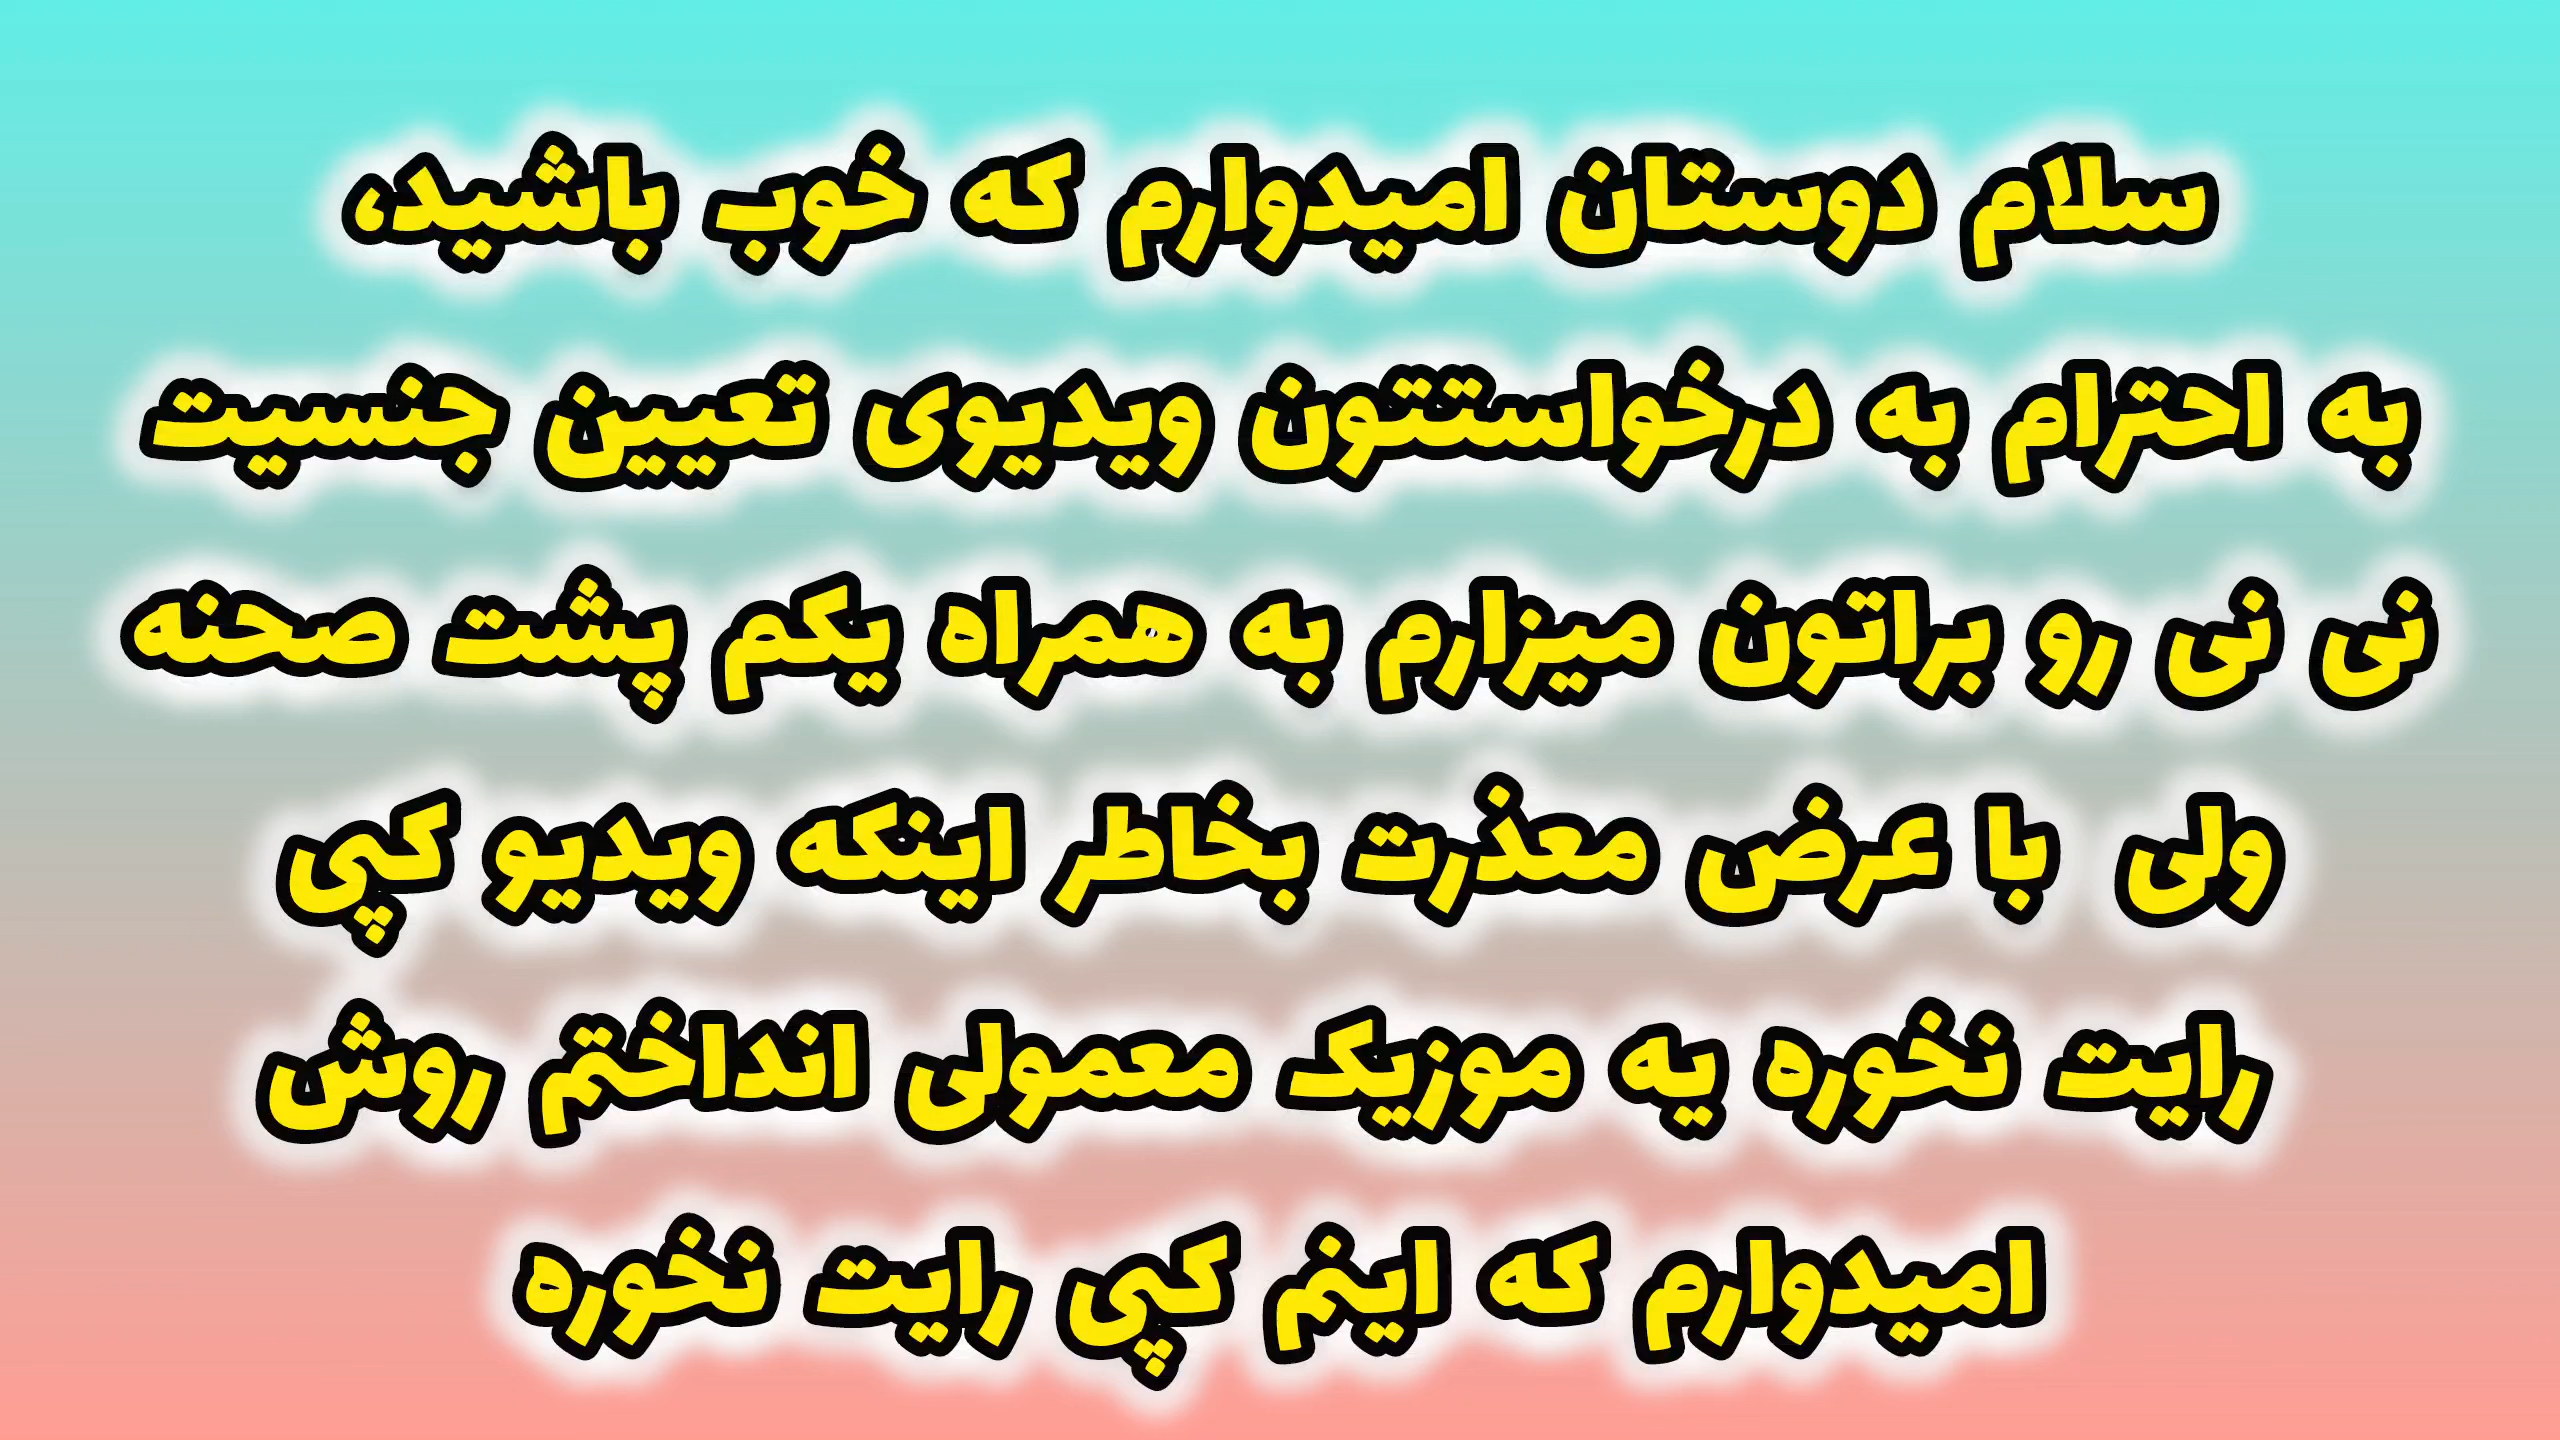 سلام دوستان امیدوارم که خوب باشید،
به احترام به درخواستتون ویدیوی تعیین جنسیت
نی نی رو براتون میزارم به همراه یکم پشت صحنه
ولی با عرض معذرت بخاطر اینکه ویدیو کپی
رایت نخوره یه موزیک معمولی انداختم روش
امیدوارم که اینم کپی رایت نخوره